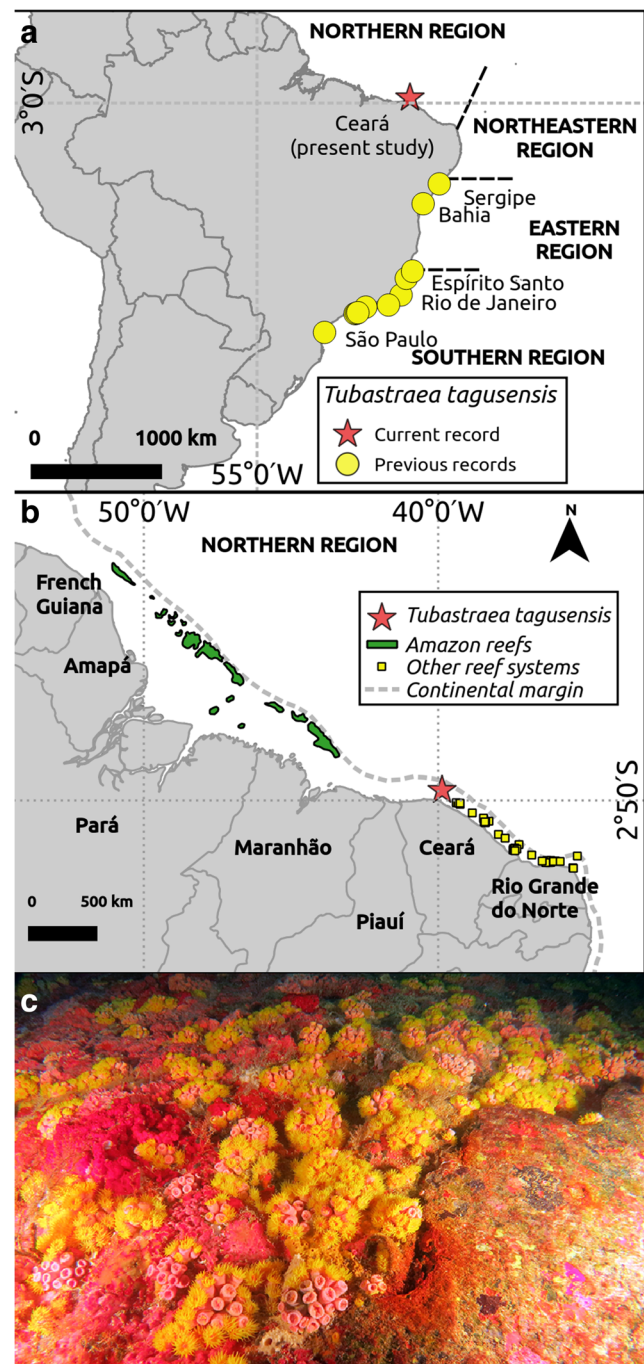 a
NORTHERN REGION
3°0´S
Ceará
(present study)
NORTHEASTERN
REGION
Sergipe
Bahia
EASTERN
REGION
Espírito Santo
Rio de Janeiro
São Paulo
SOUTHERN REGION
Tubastraea tagusensis
Current record
Previous records
0 1000 km
55°0´W
b
50°0´W
40°0´W
N
NORTHERN REGION
French
Guiana
Amapá
Tubastraea tagusensis
Amazon reefs
Other reef systems
Continental margin
2°50´S
Pará
Maranhão
Ceará
Rio Grande
do Norte
Piauí
0 500 km
c